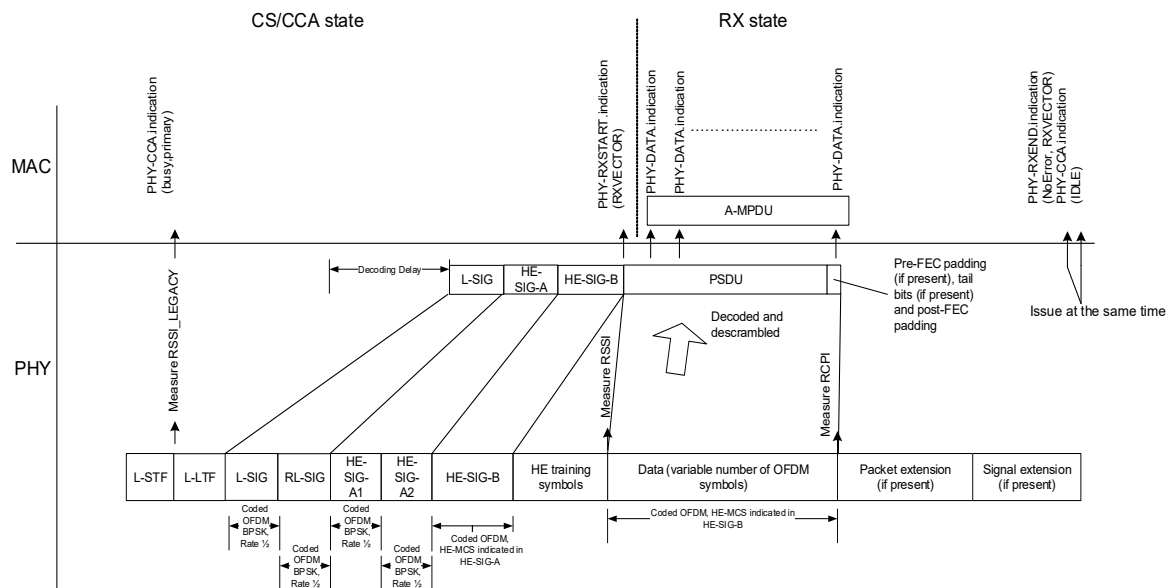 CS/CCA state
RX state
MAC
PHY-CCA.indication
(busy,primary)
PHY-RXSTART.indication
(RXVECTOR)
PHY-DATA.indication
PHY-DATA.indication
PHY-DATA.indication
PHY-RXEND.indication
(NoError, RXVECTOR)
PHY-CCA.indication
(IDLE)
A-MPDU
Decoding Delay
L-SIG
HE-
SIG-A
HE-SIG-B
PSDU
Pre-FEC padding
(if present), tail
bits (if present)
and post-FEC
padding
Issue at the same time
PHY
Measure RSSI_LEGACY
Measure RSSI
Decoded and
descrambled
Measure RCPI
L-STF
L-LTF
L-SIG
RL-SIG
HE-
SIG-
A1
HE-
SIG-
A2
HE-SIG-B
HE training
symbols
Data (variable number of OFDM
symbols)
Packet extension
(if present)
Signal extension
(if present)
Coded
OFDM,
BPSK,
Rate ½
Coded
OFDM,
BPSK,
Rate ½
Coded
OFDM,
BPSK,
Rate ½
Coded
OFDM,
BPSK,
Rate ½
Coded OFDM,
HE-MCS indicated in
HE-SIG-A
Coded OFDM, HE-MCS indicated in
HE-SIG-B